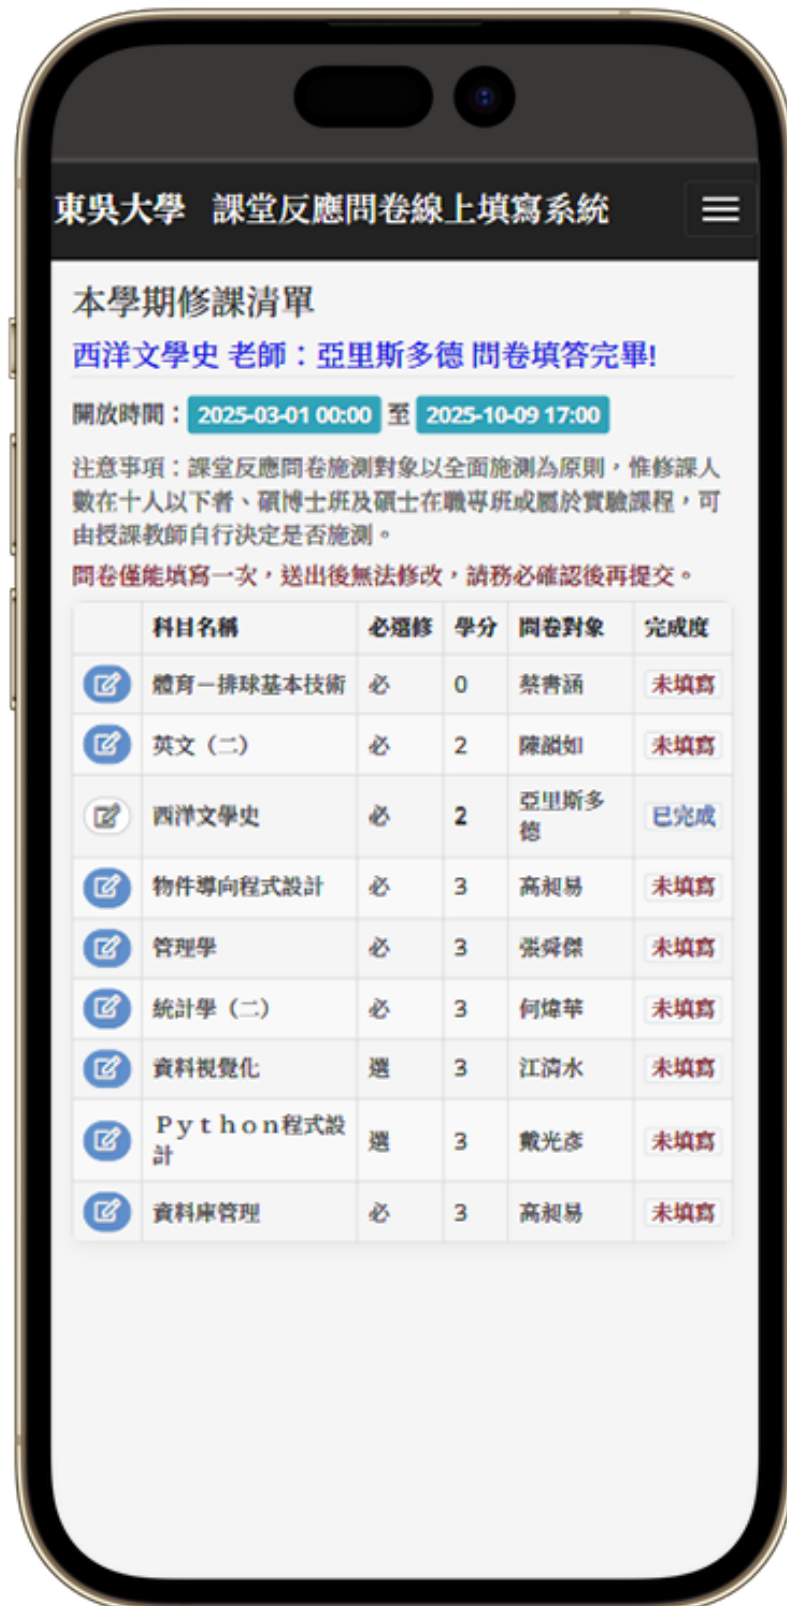 東吳大學 課堂反應問卷線上填寫系統
本學期修課清單
西洋文學史 老師：亞里斯多德 問卷填答完畢!
開放時間： 2025-03-01 00:00 至 2025-10-09 17:00
注意事項：課堂反應問卷施測對象以全面施測為原則，惟修課人
數在十人以下者、碩博士班及碩士在職專班或屬於實驗課程，可
由授課教師自行決定是否施測。
問卷僅能填寫一次，送出後無法修改，請務必確認後再提交。
科目名稱 必選修 學分 問卷對象 完成度
體育－排球基本技術 必 0 蔡書涵 未填寫
英文（二） 必 2 陳韻如 未填寫
西洋文學史 必 2 亞里斯多
德 已完成
物件導向程式設計 必 3 高昶易 未填寫
管理學 必 3 張舜傑 未填寫
統計學（二） 必 3 何煒華 未填寫
資料視覺化 選 3 江清水 未填寫
Ｐｙｔｈｏｎ程式設
計 選 3 戴光彥 未填寫
資料庫管理 必 3 高昶易 未填寫